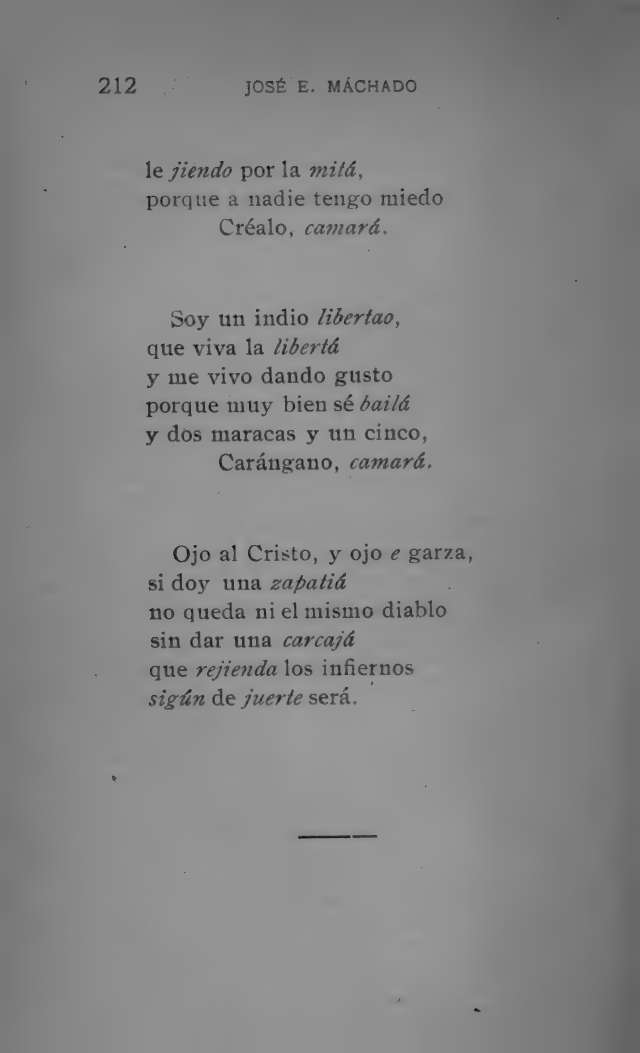 212 JOSÉ E. MÁCHADO
le jiendo por la mitá,
porque a nadie tengo miedo
Créalo, camará.
Soy un indio libertao,
que viva la libertá
y me vivo dando gusto
porque muy bien sé bailá
y dos maracas y un cinco,
Carángano, camará.
Ojo al Cristo, y ojo e garza,
si doy una zapatiá
no queda ni el mismo diablo
sin dar una carcajá
que rejienda los infiernos
sigún de juerte será.